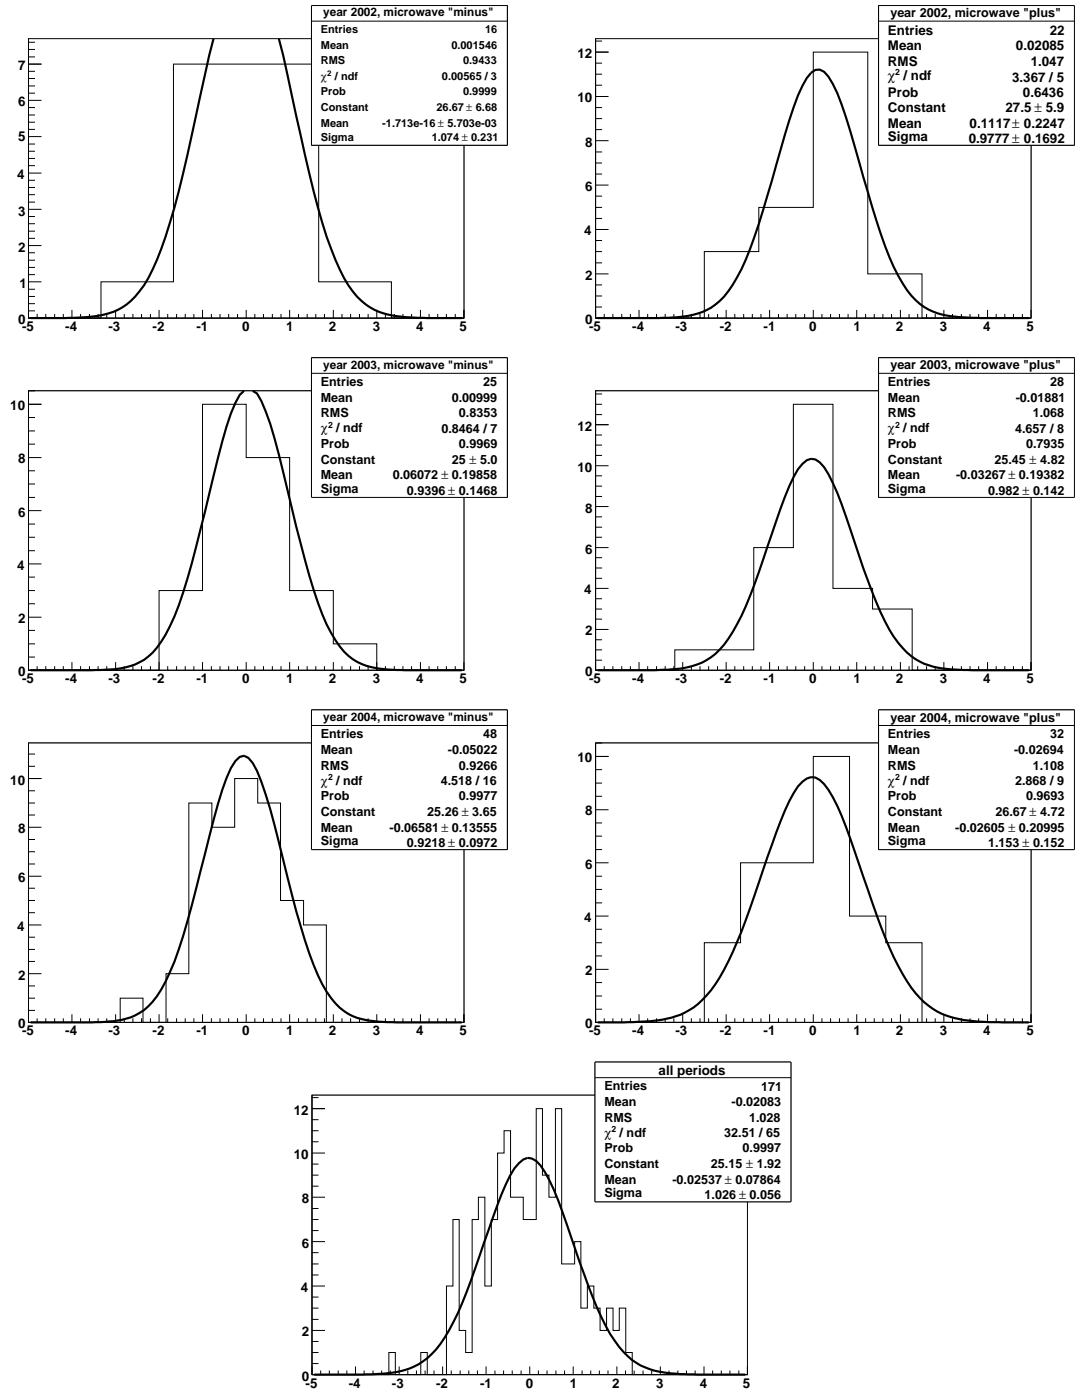 year 2002, microwave "minus"
Entries 16
Mean 0.001546
RMS 0.9433
χ² / ndf 0.00565 / 3
Prob 0.9999
Constant 26.67 ± 6.68
Mean -1.713e-16 ± 5.703e-03
Sigma 1.074 ± 0.231
7
6
5
4
3
2
1
0
-5 -4 -3 -2 -1 0 1 2 3 4 5
year 2002, microwave "plus"
Entries 22
Mean 0.02085
RMS 1.047
χ² / ndf 3.367 / 5
Prob 0.6436
Constant 27.5 ± 5.9
Mean 0.1117 ± 0.2247
Sigma 0.9777 ± 0.1692
12
10
8
6
4
2
0
-5 -4 -3 -2 -1 0 1 2 3 4 5
year 2003, microwave "minus"
Entries 25
Mean 0.00999
RMS 0.8353
χ² / ndf 0.8464 / 7
Prob 0.9969
Constant 25 ± 5.0
Mean 0.06072 ± 0.19858
Sigma 0.9396 ± 0.1468
10
8
6
4
2
0
-5 -4 -3 -2 -1 0 1 2 3 4 5
year 2003, microwave "plus"
Entries 28
Mean -0.01881
RMS 1.068
χ² / ndf 4.657 / 8
Prob 0.7935
Constant 25.45 ± 4.82
Mean -0.03267 ± 0.19382
Sigma 0.982 ± 0.142
12
10
8
6
4
2
0
-5 -4 -3 -2 -1 0 1 2 3 4 5
year 2004, microwave "minus"
Entries 48
Mean -0.05022
RMS 0.9266
χ² / ndf 4.518 / 16
Prob 0.9977
Constant 25.26 ± 3.65
Mean -0.06581 ± 0.13555
Sigma 0.9218 ± 0.0972
10
8
6
4
2
0
-5 -4 -3 -2 -1 0 1 2 3 4 5
year 2004, microwave "plus"
Entries 32
Mean -0.02694
RMS 1.108
χ² / ndf 2.868 / 9
Prob 0.9693
Constant 26.67 ± 4.72
Mean -0.02605 ± 0.20995
Sigma 1.153 ± 0.152
10
8
6
4
2
0
-5 -4 -3 -2 -1 0 1 2 3 4 5
all periods
Entries 171
Mean -0.02083
RMS 1.028
χ² / ndf 32.51 / 65
Prob 0.9997
Constant 25.15 ± 1.92
Mean -0.02537 ± 0.07864
Sigma 1.026 ± 0.056
12
10
8
6
4
2
0
-5 -4 -3 -2 -1 0 1 2 3 4 5